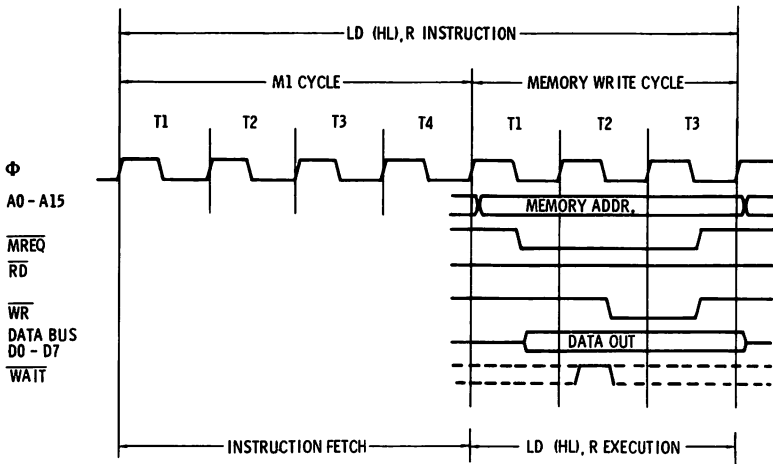 LD (HL), R INSTRUCTION
M1 CYCLE MEMORY WRITE CYCLE
T1 T2 T3 T4 T1 T2 T3
Φ
A0 - A15 MEMORY ADDR.
MREQ
RD
WR
DATA BUS
D0 - D7 DATA OUT
WAIT
INSTRUCTION FETCH LD (HL), R EXECUTION